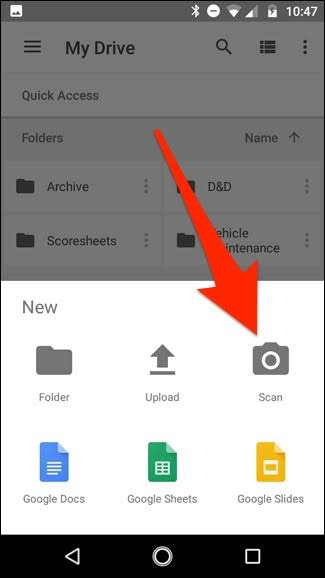 10:47
My Drive
Quick Access
Folders Name
Archive D&D
Scoresheets Vehicle
New
Folder Upload Scan
Google Docs Google Sheets Google Slides